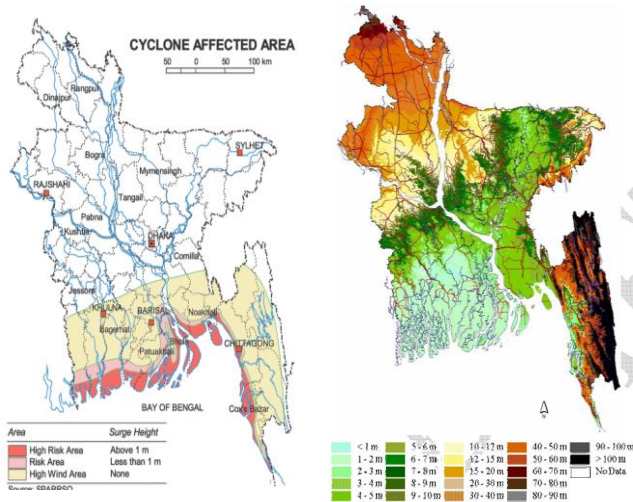 CYCLONE AFFECTED AREA
50 0 50 100 km
Rangpur
Dinajpur
SYLHET
Bogra
Mymensingh
RAJSHAHI
Tangail
Pabna
Kushtia
DHAKA
Comilla
Jessore
KHULNA
BARISAL
Noakhali
Bagerhat
Bhola
Patuakhali
CHITTAGONG
BAY OF BENGAL
Cox's Bazar
Area Surge Height
High Risk Area Above 1 m
Risk Area Less than 1 m
High Wind Area None
Source: SPARRSO
N
< 1 m 5 - 6 m 10 - 12 m 40 - 50 m 90 - 100 m
1 - 2 m 6 - 7 m 12 - 15 m 50 - 60 m > 100 m
2 - 3 m 7 - 8 m 15 - 20 m 60 - 70 m No Data
3 - 4 m 8 - 9 m 20 - 30 m 70 - 80 m
4 - 5 m 9 - 10 m 30 - 40 m 80 - 90 m